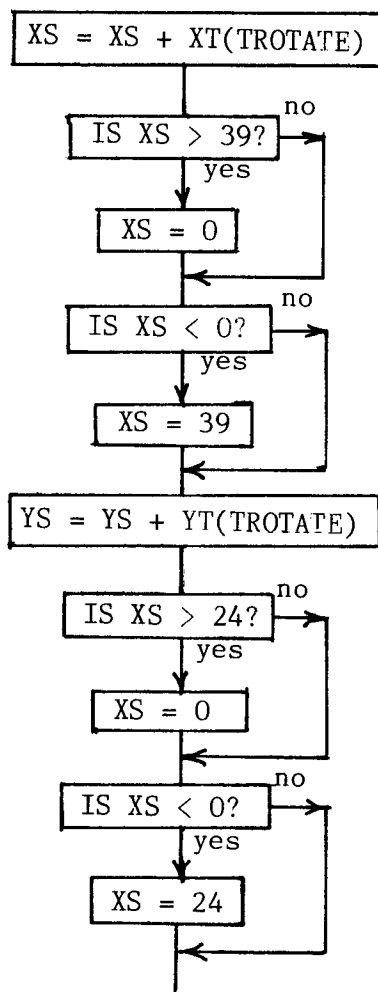 XS = XS + XT(TROTATE)
no
IS XS > 39?
yes
XS = 0
no
IS XS < 0?
yes
XS = 39
YS = YS + YT(TROTATE)
no
IS XS > 24?
yes
XS = 0
no
IS XS < 0?
yes
XS = 24